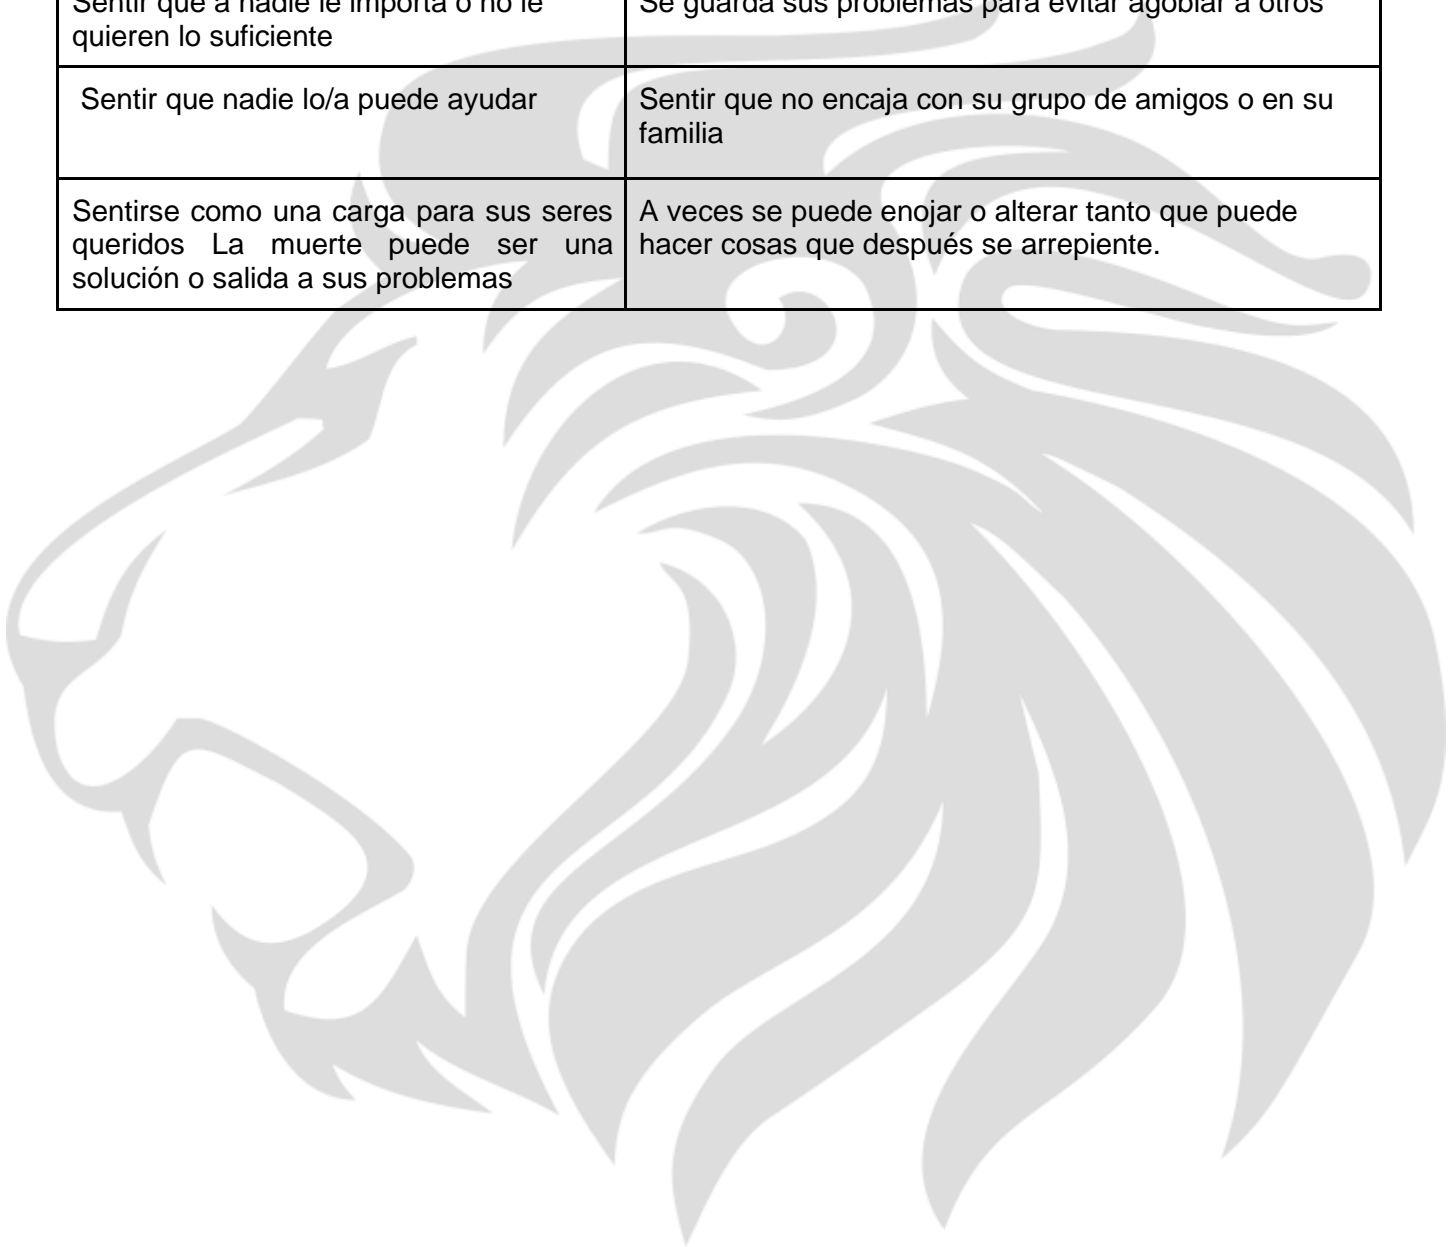 Sentir que a nadie le importa o no le
quieren lo suficiente
Se guarda sus problemas para evitar agobiar a otros
Sentir que nadie lo/a puede ayudar
Sentir que no encaja con su grupo de amigos o en su
familia
Sentirse como una carga para sus seres
queridos La muerte puede ser una
solución o salida a sus problemas
A veces se puede enojar o alterar tanto que puede
hacer cosas que después se arrepiente.